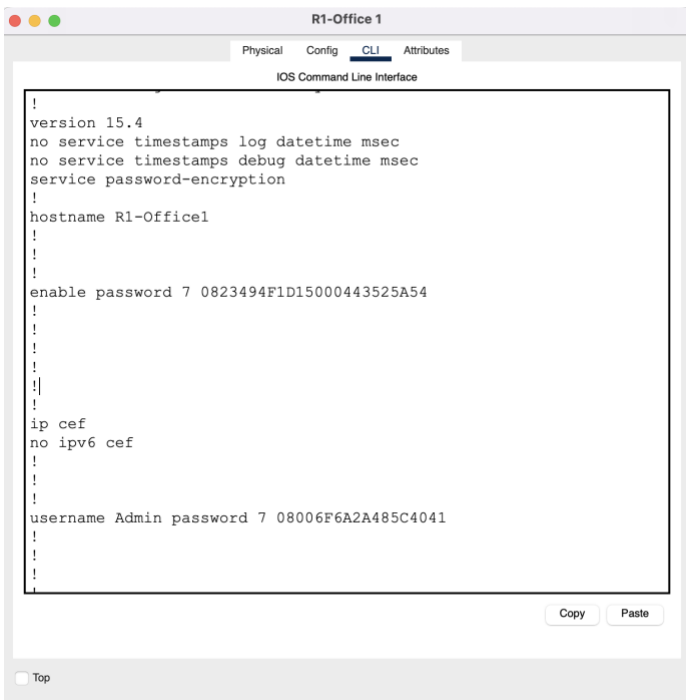 R1-Office 1
Physical Config CLI Attributes
IOS Command Line Interface
!
version 15.4
no service timestamps log datetime msec
no service timestamps debug datetime msec
service password-encryption
!
hostname R1-Office1
!
!
!
enable password 7 0823494F1D15000443525A54
!
!
!
!
!
!
ip cef
no ipv6 cef
!
!
!
username Admin password 7 08006F6A2A485C4041
!
!
!
Copy Paste
Top